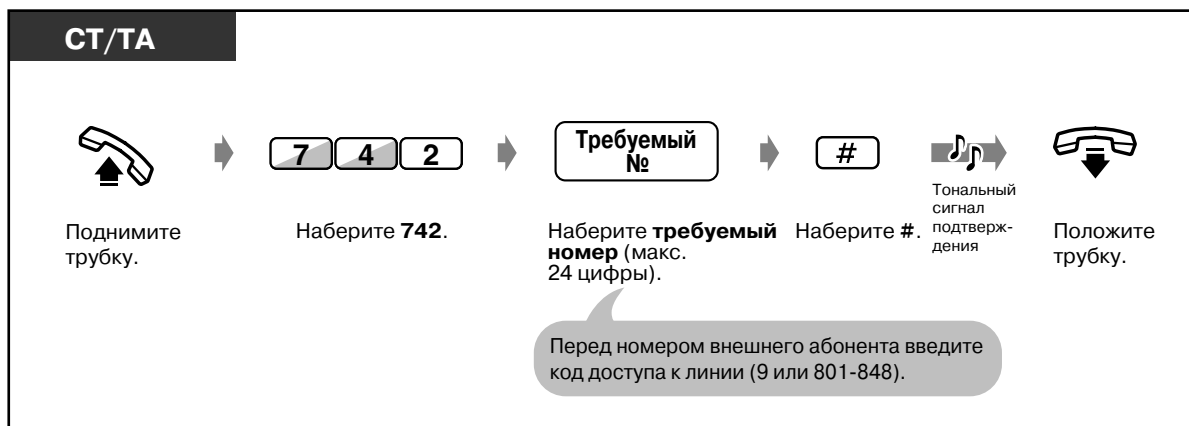 СТ/ТА
7 4 2
Требуемый
№
#
Поднимите
трубку.
Наберите 742.
Наберите требуемый
номер (макс.
24 цифры).
Наберите #.
Тональный
сигнал
подтверж-
дения
Положите
трубку.
Перед номером внешнего абонента введите
код доступа к линии (9 или 801-848).